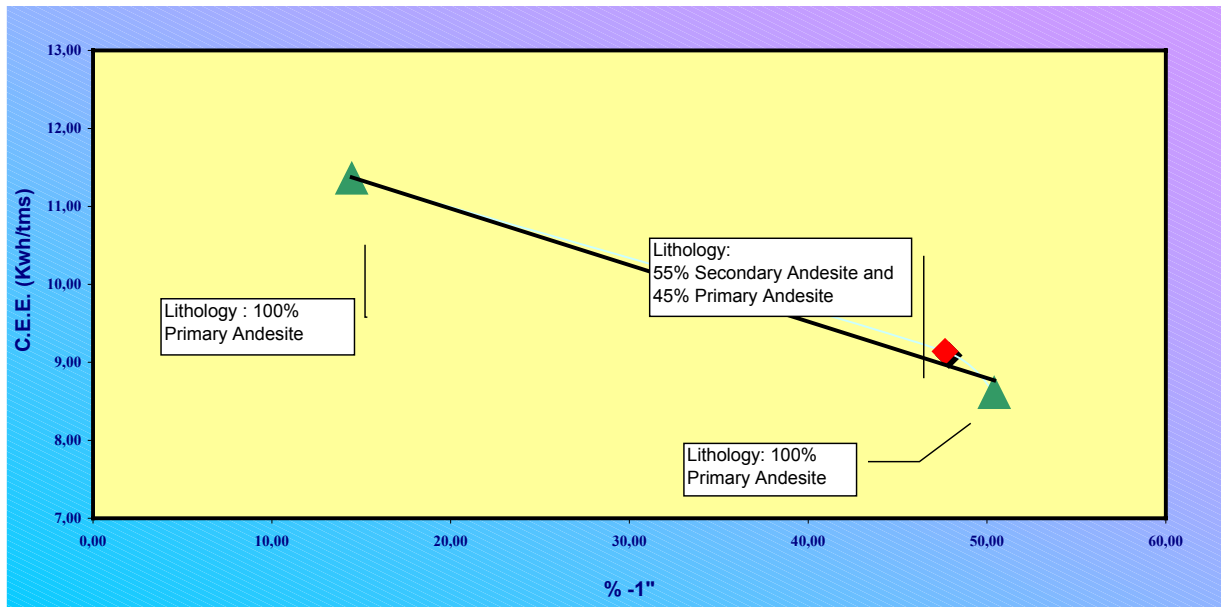 13,00
12,00
11,00
10,00
9,00
8,00
7,00
C.E.E. (Kwh/tms)
Lithology : 100%
Primary Andesite
Lithology:
55% Secondary Andesite and
45% Primary Andesite
Lithology: 100%
Primary Andesite
0,00 10,00 20,00 30,00 40,00 50,00 60,00
% -1"